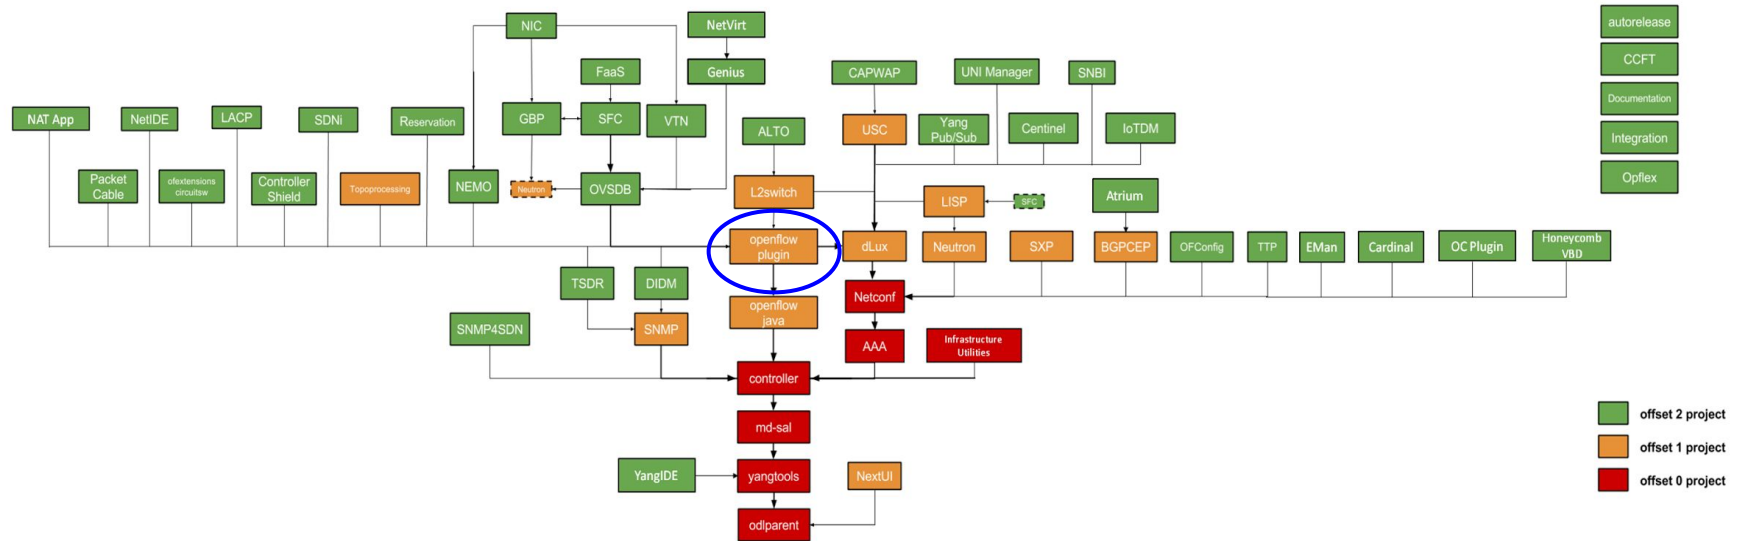 NIC
NetVirt
autorelease
FaaS
Genius
CAPWAP
UNI Manager
SNBI
CCFT
Documentation
NAT App
NetIDE
LACP
SDNi
Reservation
GBP
SFC
VTN
ALTO
USC
Yang
Pub/Sub
Centinel
IoTDM
Integration
Packet
Cable
ofextensions
circuitsw
Controller
Shield
Topoprocessing
NEMO
Neutron
OVSDB
L2switch
LISP
SFC
Atrium
Opflex
openflow
plugin
dLux
Neutron
SXP
BGPCEP
OFConfig
TTP
EMan
Cardinal
OC Plugin
Honeycomb
VBD
TSDR
DIDM
openflow
java
Netconf
SNMP4SDN
SNMP
AAA
Infrastructure
Utilities
controller
md-sal
offset 2 project
offset 1 project
offset 0 project
YangIDE
yangtools
NextUI
odlparent